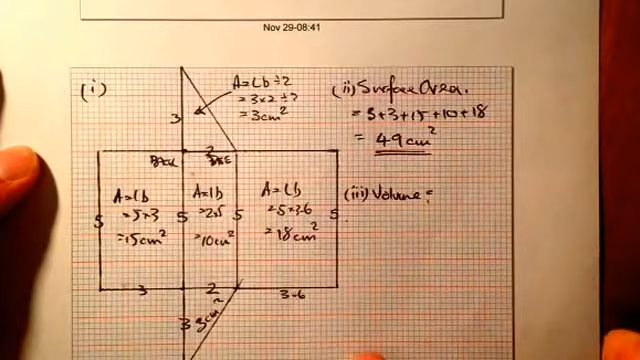 Nov 29-08:41
(i)
A = Lb ÷ 2
= 3 × 2 ÷ 2
= 3cm²
(ii) Surface Area.
= 3+3+15+10+18
= 49cm²
3
2
BACK
BASE
A = Lb
= 5×3
= 15cm²
A = Lb
= 2×5
= 10cm²
A = Lb
= 5×3.6
= 18cm²
(iii) Volume:
5
5
5
5
3
2
3.6
3
3cm²